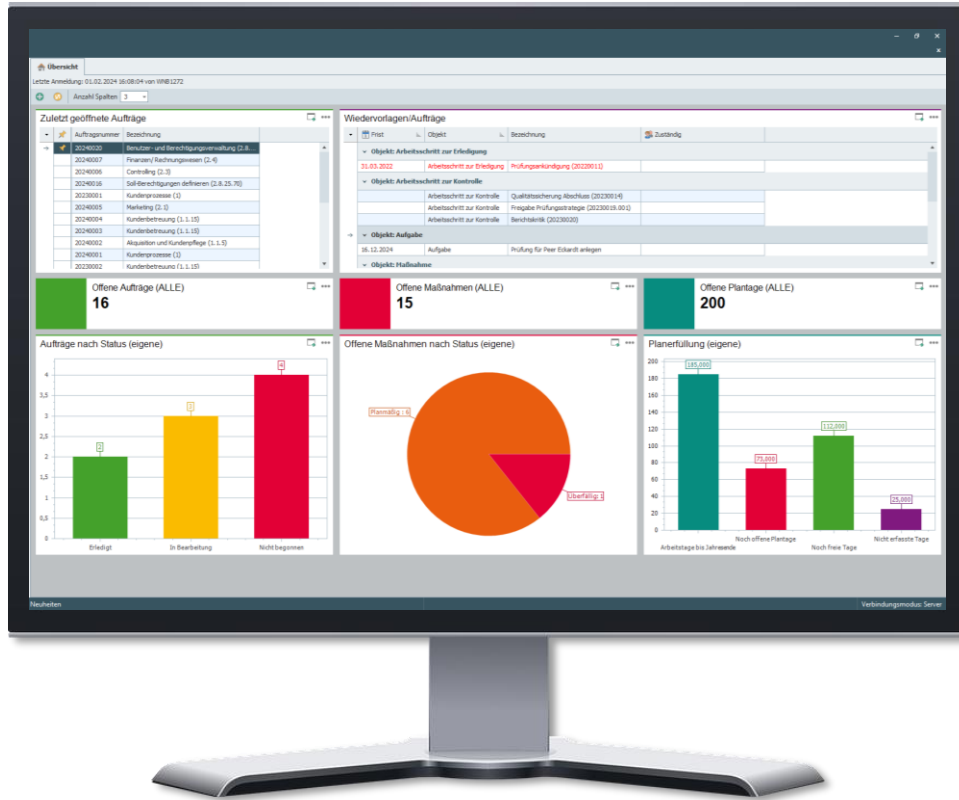 Übersicht
Letzte Anmeldung: 01.02.2024 16:08:04 von WNB1272
Anzahl Spalten 3
Zuletzt geöffnete Aufträge
Auftragsnummer Bezeichnung
20240020 Benutzer- und Berechtigungsverwaltung (2.8...
20240007 Finanzen/ Rechnungswesen (2.4)
20240006 Controlling (2.3)
20240016 Soll-Berechtigungen definieren (2.8.25.70)
20230001 Kundenprozesse (1)
20240005 Marketing (2.1)
20240004 Kundenbetreuung (1.1.15)
20240003 Kundenbetreuung (1.1.15)
20240002 Akquisition und Kundenpflege (1.1.5)
20240001 Kundenprozesse (1)
20230002 Kundenbetreuung (1.1.15)
Wiedervorlagen/Aufträge
Frist Objekt Bezeichnung Zuständig
Objekt: Arbeitsschritt zur Erledigung
31.03.2022 Arbeitsschritt zur Erledigung Prüfungsankündigung (20220011)
Objekt: Arbeitsschritt zur Kontrolle
Arbeitsschritt zur Kontrolle Qualitätssicherung Abschluss (20230014)
Arbeitsschritt zur Kontrolle Freigabe Prüfungsstrategie (20230019.001)
Arbeitsschritt zur Kontrolle Berichtskritik (20230020)
Objekt: Aufgabe
16.12.2024 Aufgabe Prüfung für Peer Eckardt anlegen
Objekt: Maßnahme
Offene Aufträge (ALLE)
16
Offene Maßnahmen (ALLE)
15
Offene Plantage (ALLE)
200
Aufträge nach Status (eigene)
4
3,5
3
2,5
2
1,5
1
0,5
0
2
3
4
Erledigt
In Bearbeitung
Nicht begonnen
Offene Maßnahmen nach Status (eigene)
Planmäßig : 6
Überfällig: 1
Planerfüllung (eigene)
200
180
160
140
120
100
80
60
40
20
0
185,000
73,000
112,000
25,000
Arbeitstage bis Jahresende
Noch offene Plantage
Noch freie Tage
Nicht erfasste Tage
Neuheiten
Verbindungsmodus: Server